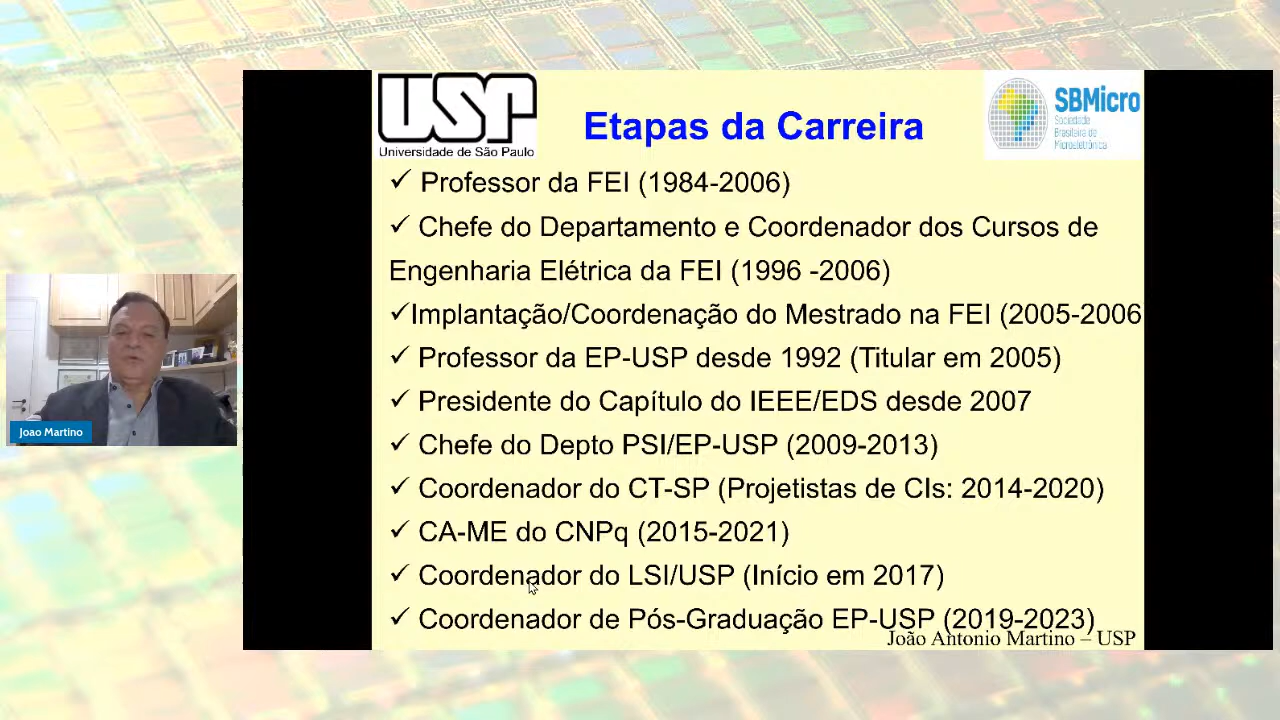 USP
Universidade de São Paulo
Etapas da Carreira
SBMicro
Sociedade
Brasileira de
Microeletrônica
✓ Professor da FEI (1984-2006)
✓ Chefe do Departamento e Coordenador dos Cursos de
Engenharia Elétrica da FEI (1996 -2006)
✓Implantação/Coordenação do Mestrado na FEI (2005-2006
✓ Professor da EP-USP desde 1992 (Titular em 2005)
✓ Presidente do Capítulo do IEEE/EDS desde 2007
✓ Chefe do Depto PSI/EP-USP (2009-2013)
✓ Coordenador do CT-SP (Projetistas de CIs: 2014-2020)
✓ CA-ME do CNPq (2015-2021)
✓ Coordenador do LSI/USP (Início em 2017)
✓ Coordenador de Pós-Graduação EP-USP (2019-2023)
João Antonio Martino – USP
Joao Martino